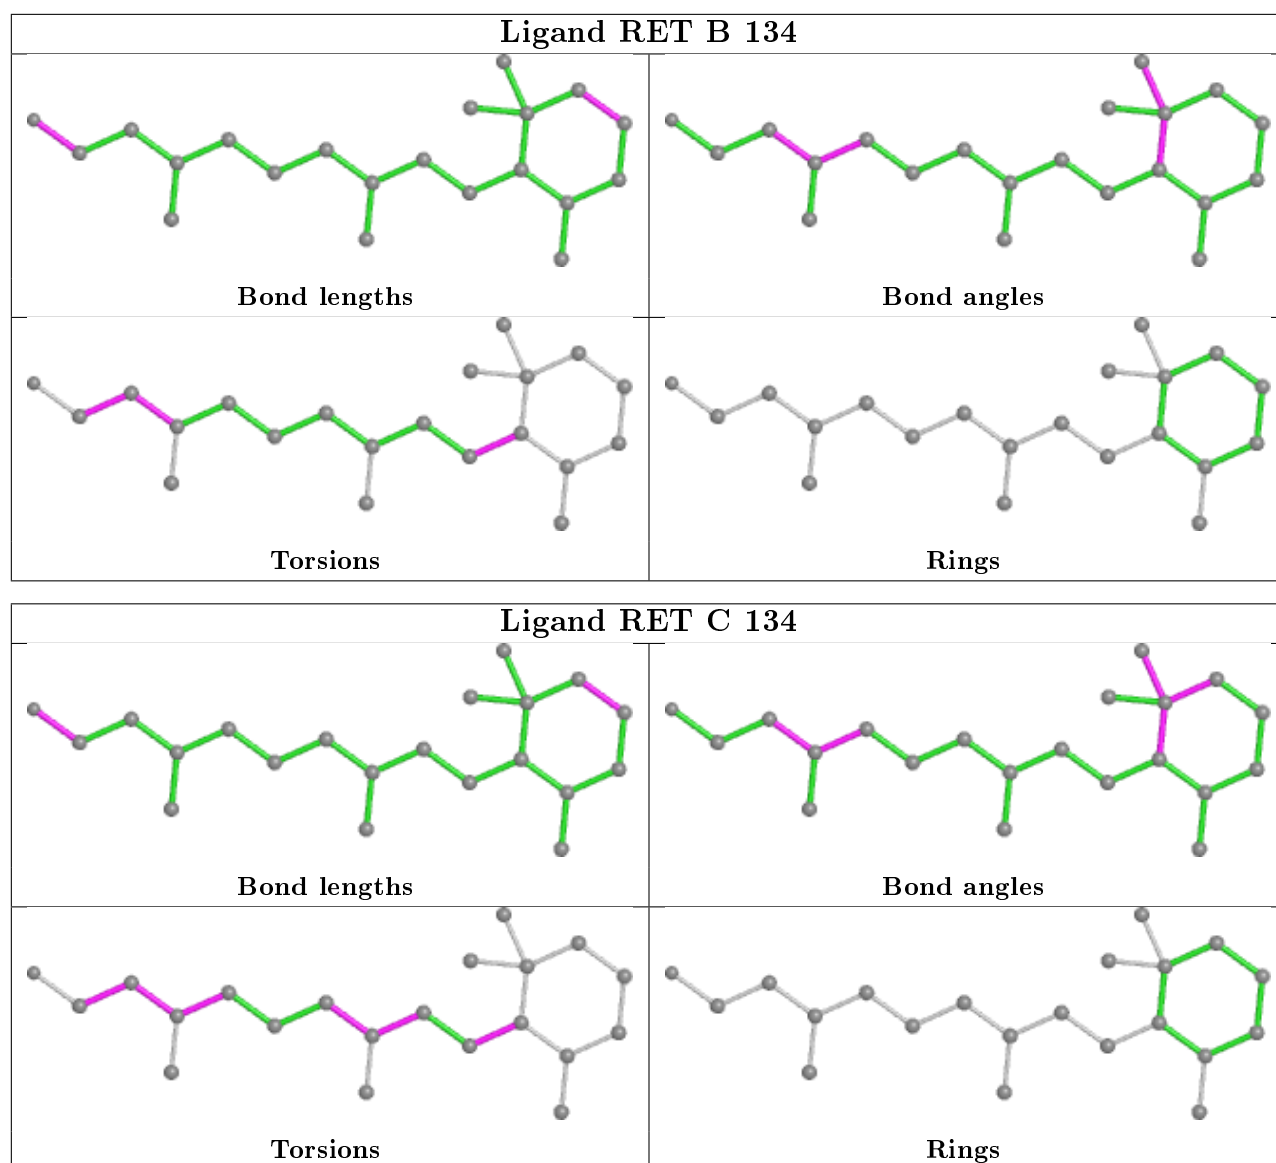 Ligand RET B 134
Bond lengths
Bond angles
Torsions
Rings
Ligand RET C 134
Bond lengths
Bond angles
Torsions
Rings